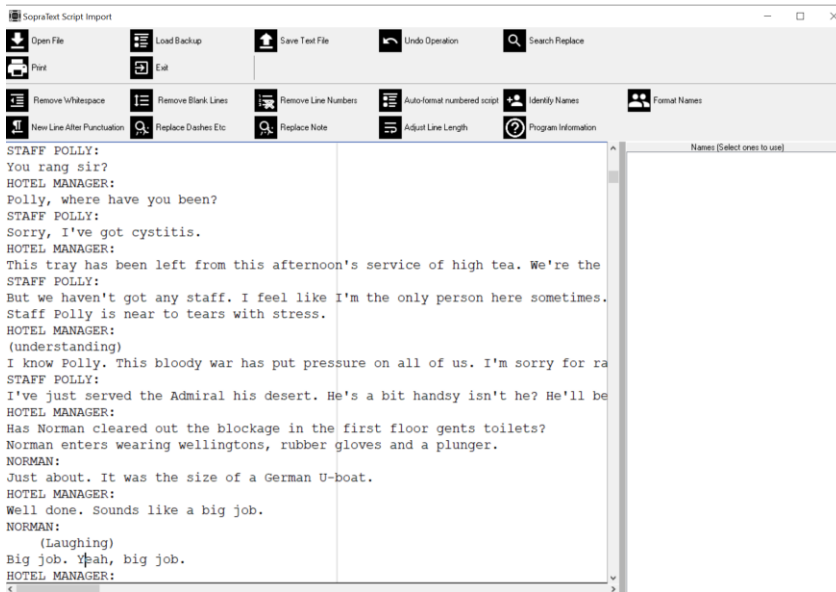 SopraText Script Import
Open File Load Backup Save Text File Undo Operation Search Replace
Print Exit
Remove Whitespace Remove Blank Lines Remove Line Numbers Auto-format numbered script Identify Names Format Names
New Line After Punctuation Replace Dashes Etc Replace Note Adjust Line Length Program Information
Names (Select ones to use)
STAFF POLLY:
You rang sir?
HOTEL MANAGER:
Polly, where have you been?
STAFF POLLY:
Sorry, I've got cystitis.
HOTEL MANAGER:
This tray has been left from this afternoon's service of high tea. We're the
STAFF POLLY:
But we haven't got any staff. I feel like I'm the only person here sometimes.
Staff Polly is near to tears with stress.
HOTEL MANAGER:
(understanding)
I know Polly. This bloody war has put pressure on all of us. I'm sorry for ra
STAFF POLLY:
I've just served the Admiral his desert. He's a bit handsy isn't he? He'll be
HOTEL MANAGER:
Has Norman cleared out the blockage in the first floor gents toilets?
Norman enters wearing wellingtons, rubber gloves and a plunger.
NORMAN:
Just about. It was the size of a German U-boat.
HOTEL MANAGER:
Well done. Sounds like a big job.
NORMAN:
(Laughing)
Big job. Yeah, big job.
HOTEL MANAGER: